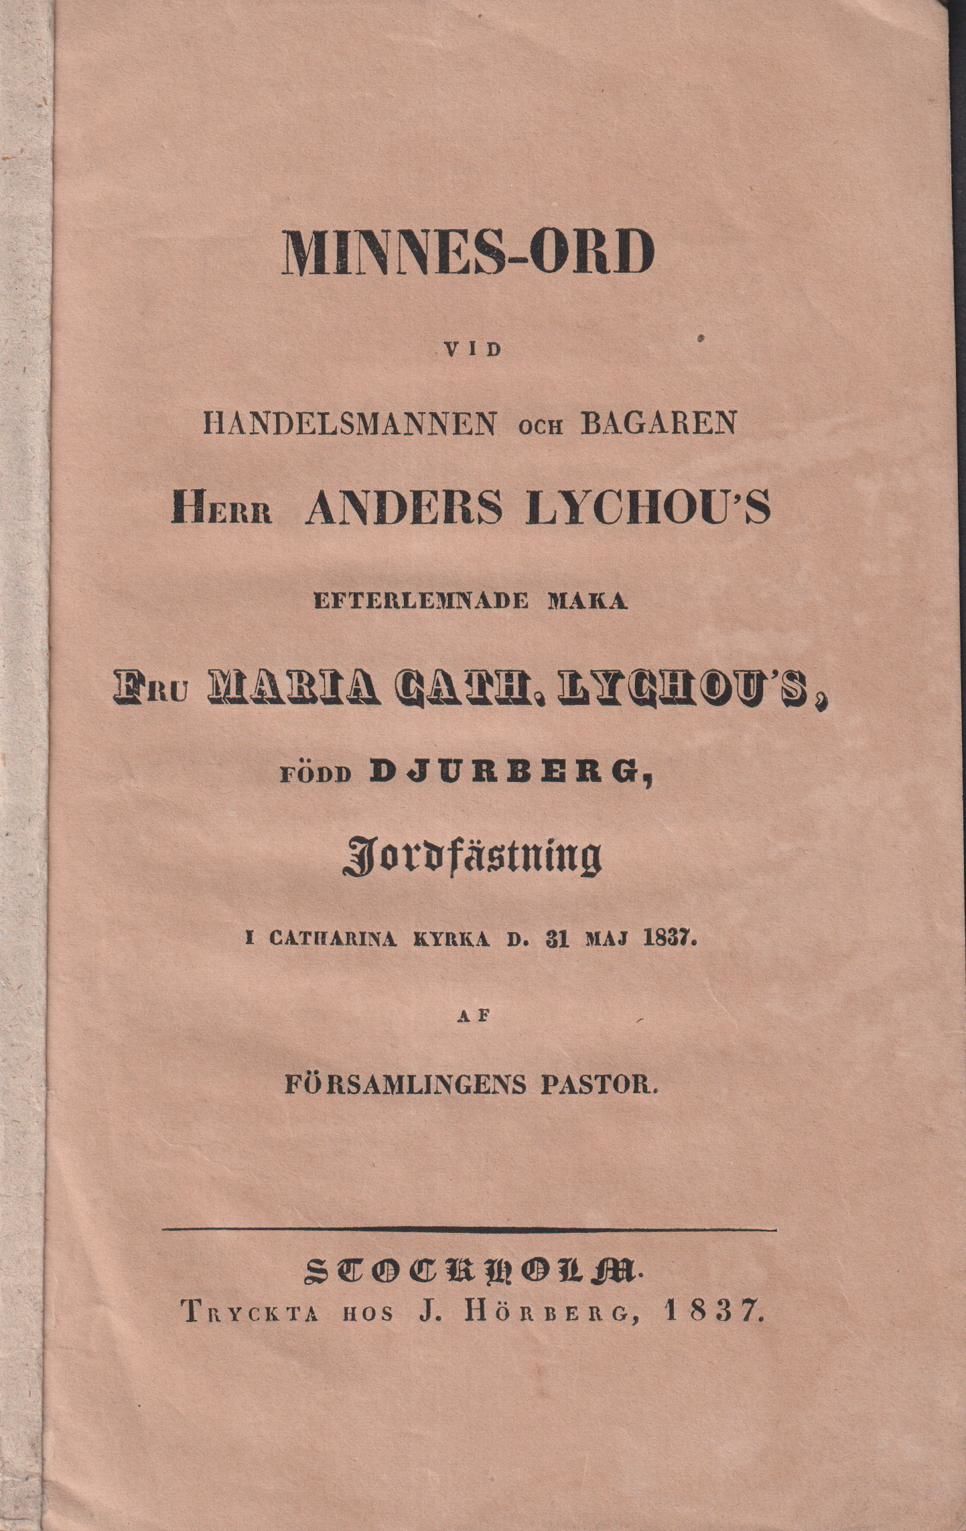 MINNES-ORD
VID
HANDELSMANNEN OCH BAGAREN
HERR ANDERS LYCHOU'S
EFTERLEMNADE MAKA
FRU MARIA CATH. LYCHOU'S,
FÖDD DJURBERG,
Jordfästning
I CATHARINA KYRKA D. 31 MAJ 1837.
AF
FÖRSAMLINGENS PASTOR.
STOCKHOLM.
TRYCKTA HOS J. HÖRBERG, 1837.